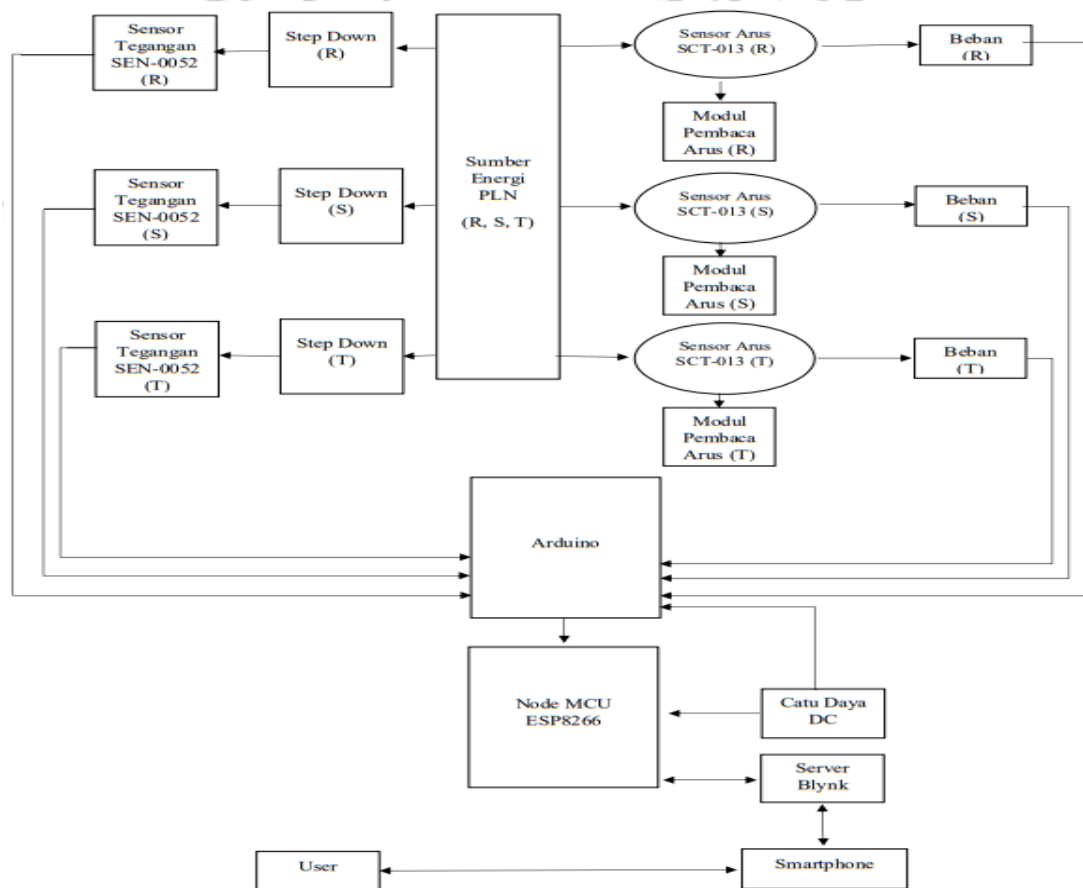 Sensor
Tegangan
SEN-0052
(R)
Step Down
(R)
Sumber
Energi
PLN
(R, S, T)
Sensor Arus
SCT-013 (R)
Beban
(R)
Modul
Pembaca
Arus (R)
Sensor
Tegangan
SEN-0052
(S)
Step Down
(S)
Sensor Arus
SCT-013 (S)
Beban
(S)
Modul
Pembaca
Arus (S)
Sensor
Tegangan
SEN-0052
(T)
Step Down
(T)
Sensor Arus
SCT-013 (T)
Beban
(T)
Modul
Pembaca
Arus (T)
Arduino
Node MCU
ESP8266
Catu Daya
DC
Server
Blynk
User
Smartphone